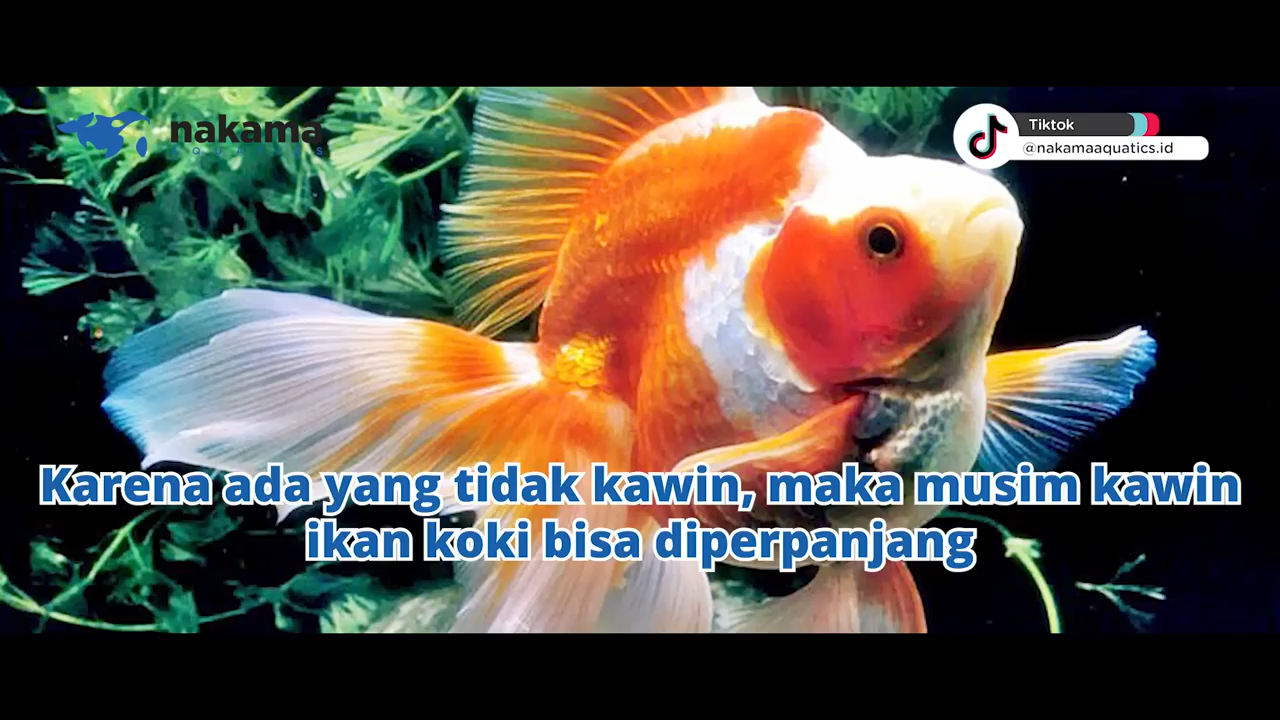 nakama
Tiktok
@nakamaaquatics.id
Karena ada yang tidak kawin, maka musim kawin
ikan koki bisa diperpanjang